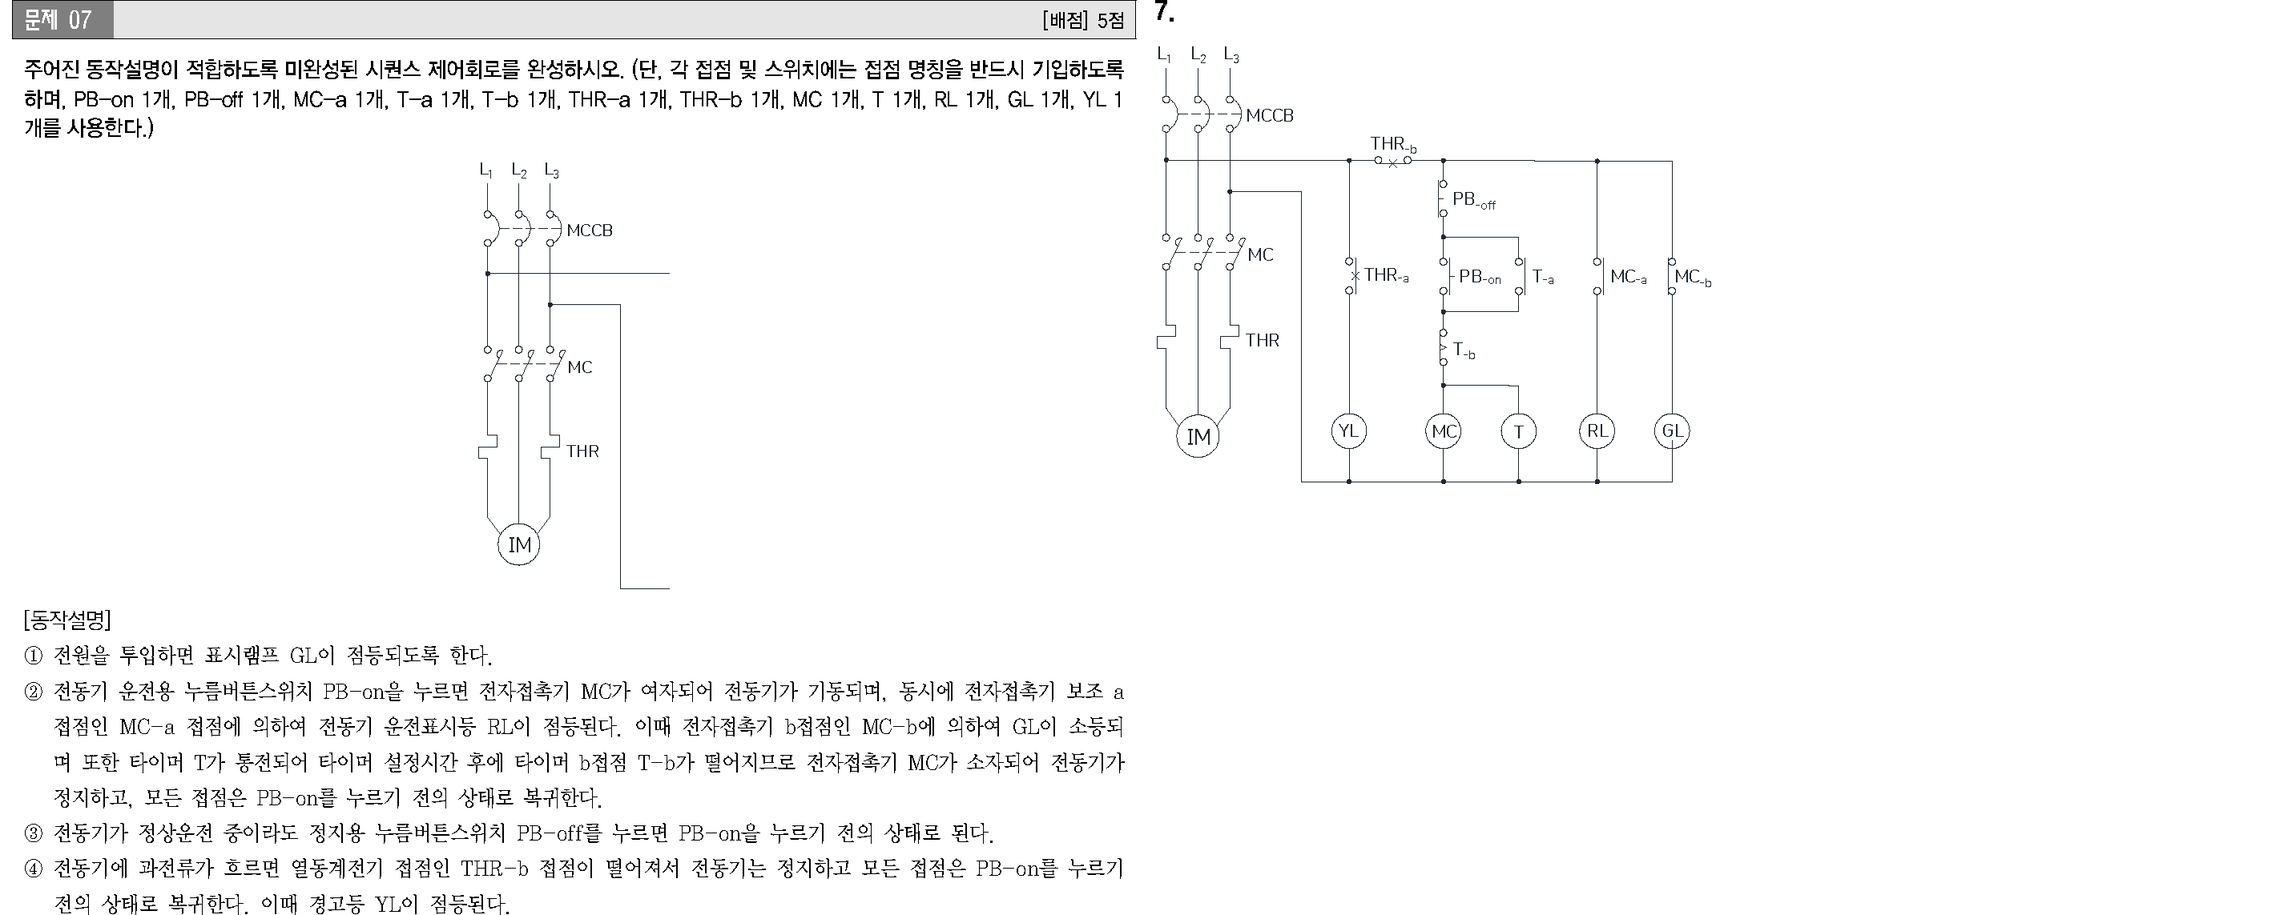 문제 07
[배점] 5점
주어진 동작설명이 적합하도록 미완성된 시퀀스 제어회로를 완성하시오. (단, 각 접점 및 스위치에는 접점 명칭을 반드시 기입하도록
하며, PB-on 1개, PB-off 1개, MC-a 1개, T-a 1개, T-b 1개, THR-a 1개, THR-b 1개, MC 1개, T 1개, RL 1개, GL 1개, YL 1
개를 사용한다.)
L1 L2 L3
MCCB
MC
THR
IM
[동작설명]
① 전원을 투입하면 표시램프 GL이 점등되도록 한다.
② 전동기 운전용 누름버튼스위치 PB-on을 누르면 전자접촉기 MC가 여자되어 전동기가 기동되며, 동시에 전자접촉기 보조 a
접점인 MC-a 접점에 의하여 전동기 운전표시등 RL이 점등된다. 이때 전자접촉기 b접점인 MC-b에 의하여 GL이 소등되
며 또한 타이머 T가 통전되어 타이머 설정시간 후에 타이머 b접점 T-b가 떨어지므로 전자접촉기 MC가 소자되어 전동기가
정지하고, 모든 접점은 PB-on를 누르기 전의 상태로 복귀한다.
③ 전동기가 정상운전 중이라도 정지용 누름버튼스위치 PB-off를 누르면 PB-on을 누르기 전의 상태로 된다.
④ 전동기에 과전류가 흐르면 열동계전기 접점인 THR-b 접점이 떨어져서 전동기는 정지하고 모든 접점은 PB-on를 누르기
전의 상태로 복귀한다. 이때 경고등 YL이 점등된다.
7.
L1 L2 L3
MCCB
THR-b
PB-off
MC
THR-a
PB-on
T-a
MC-a
MC-b
THR
T-b
IM
YL
MC
T
RL
GL